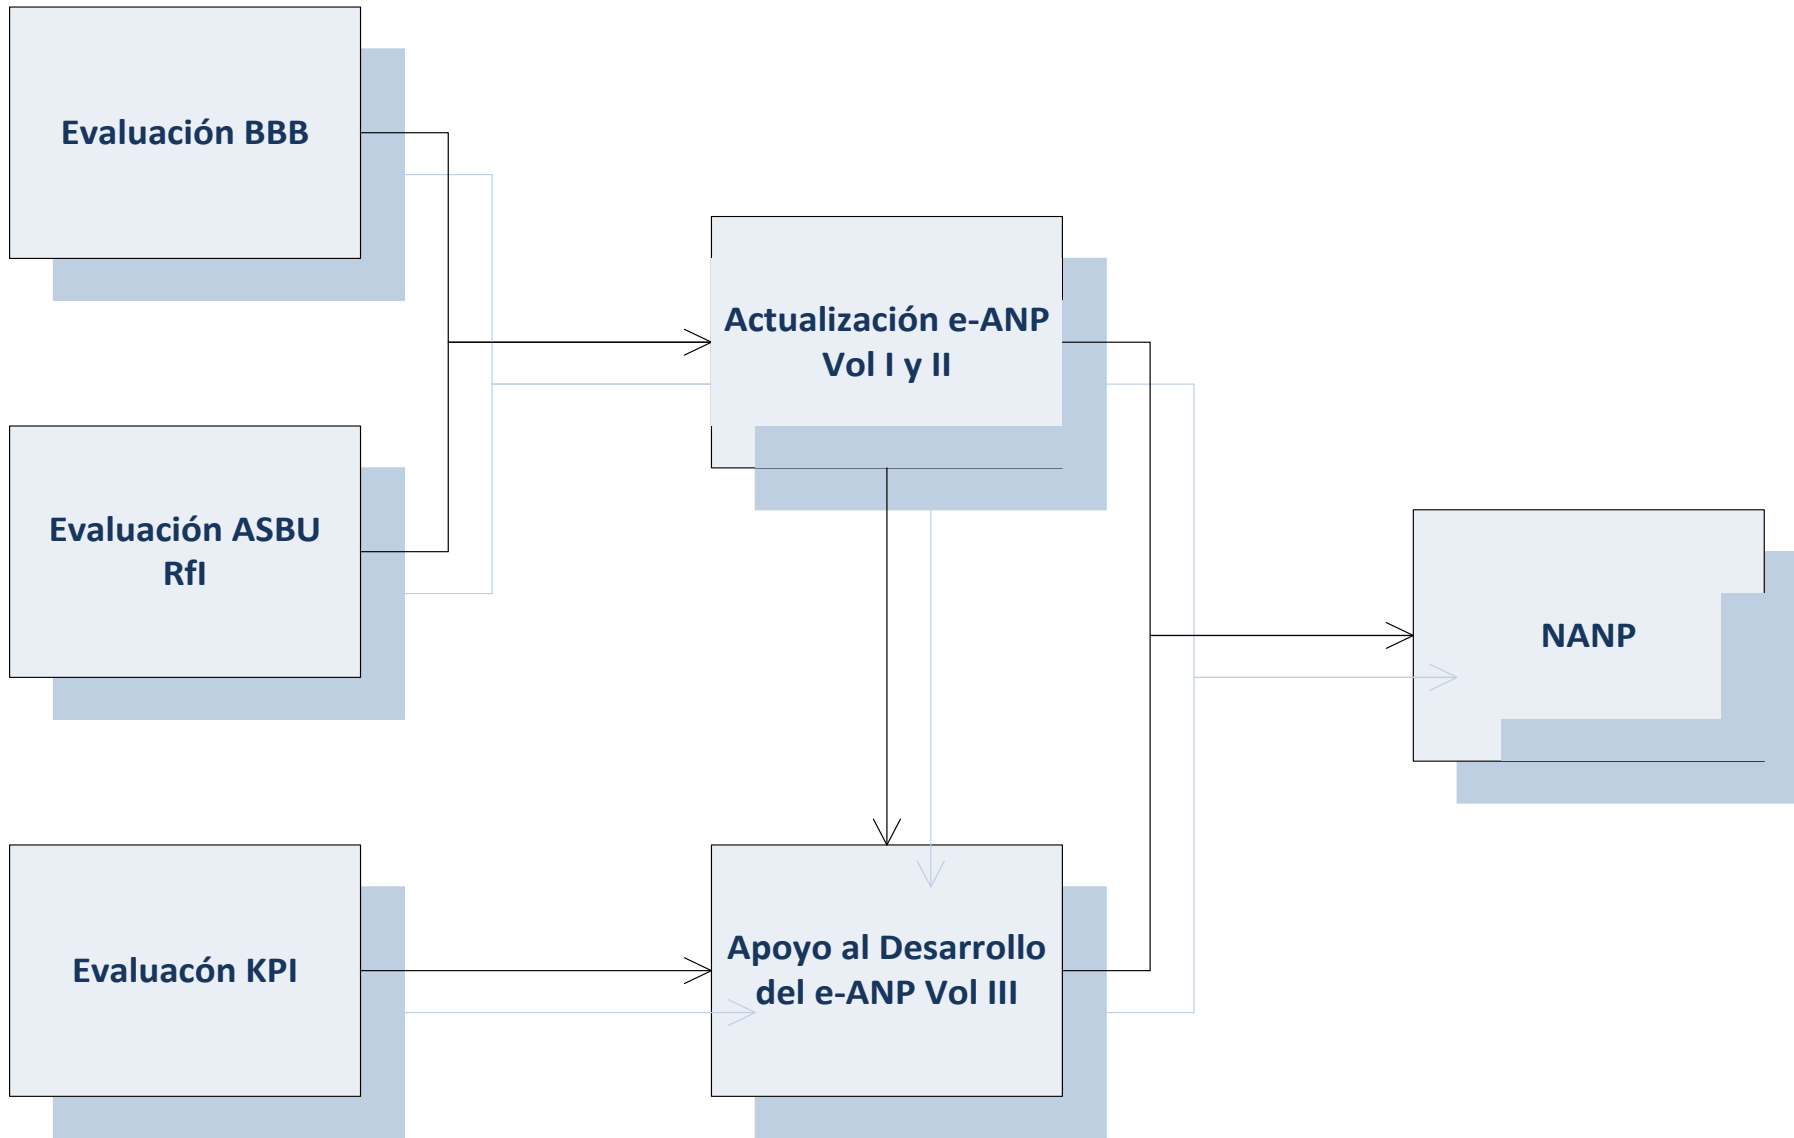 Evaluación BBB
Actualización e-ANP
Vol I y II
Evaluación ASBU
RfI
NANP
Evaluacón KPI
Apoyo al Desarrollo
del e-ANP Vol III